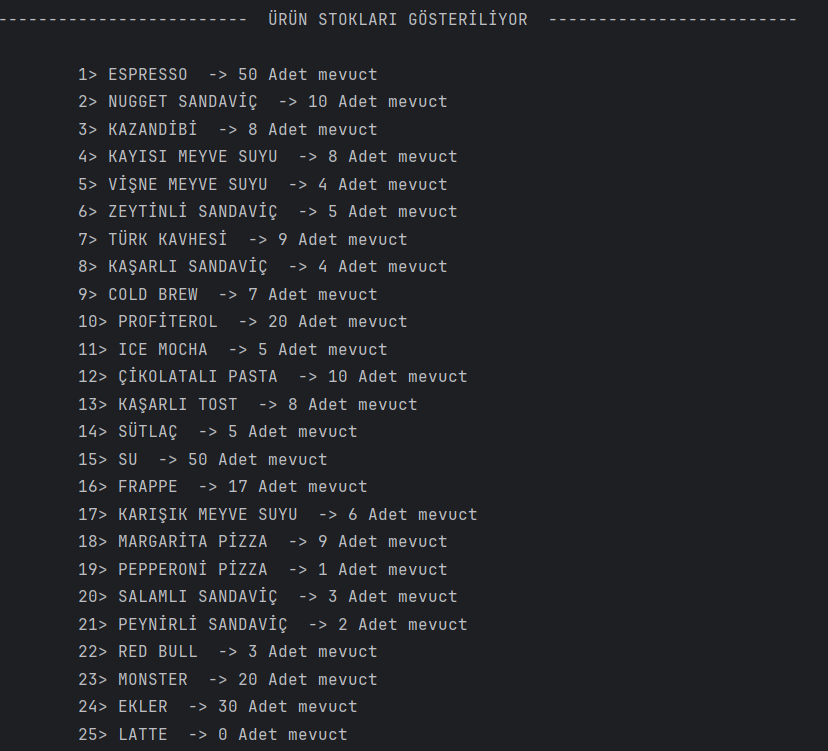 ------------------------- ÜRÜN STOKLARI GÖSTERİLİYOR -------------------------
1> ESPRESSO -> 50 Adet mevuct
2> NUGGET SANDAVİÇ -> 10 Adet mevuct
3> KAZANDİBİ -> 8 Adet mevuct
4> KAYISI MEYVE SUYU -> 8 Adet mevuct
5> VİŞNE MEYVE SUYU -> 4 Adet mevuct
6> ZEYTİNLİ SANDAVİÇ -> 5 Adet mevuct
7> TÜRK KAVHESİ -> 9 Adet mevuct
8> KAŞARLI SANDAVİÇ -> 4 Adet mevuct
9> COLD BREW -> 7 Adet mevuct
10> PROFİTEROL -> 20 Adet mevuct
11> ICE MOCHA -> 5 Adet mevuct
12> ÇİKOLATALI PASTA -> 10 Adet mevuct
13> KAŞARLI TOST -> 8 Adet mevuct
14> SÜTLAÇ -> 5 Adet mevuct
15> SU -> 50 Adet mevuct
16> FRAPPE -> 17 Adet mevuct
17> KARIŞIK MEYVE SUYU -> 6 Adet mevuct
18> MARGARİTA PİZZA -> 9 Adet mevuct
19> PEPPERONİ PİZZA -> 1 Adet mevuct
20> SALAMLI SANDAVİÇ -> 3 Adet mevuct
21> PEYNİRLİ SANDAVİÇ -> 2 Adet mevuct
22> RED BULL -> 3 Adet mevuct
23> MONSTER -> 20 Adet mevuct
24> EKLER -> 30 Adet mevuct
25> LATTE -> 0 Adet mevuct